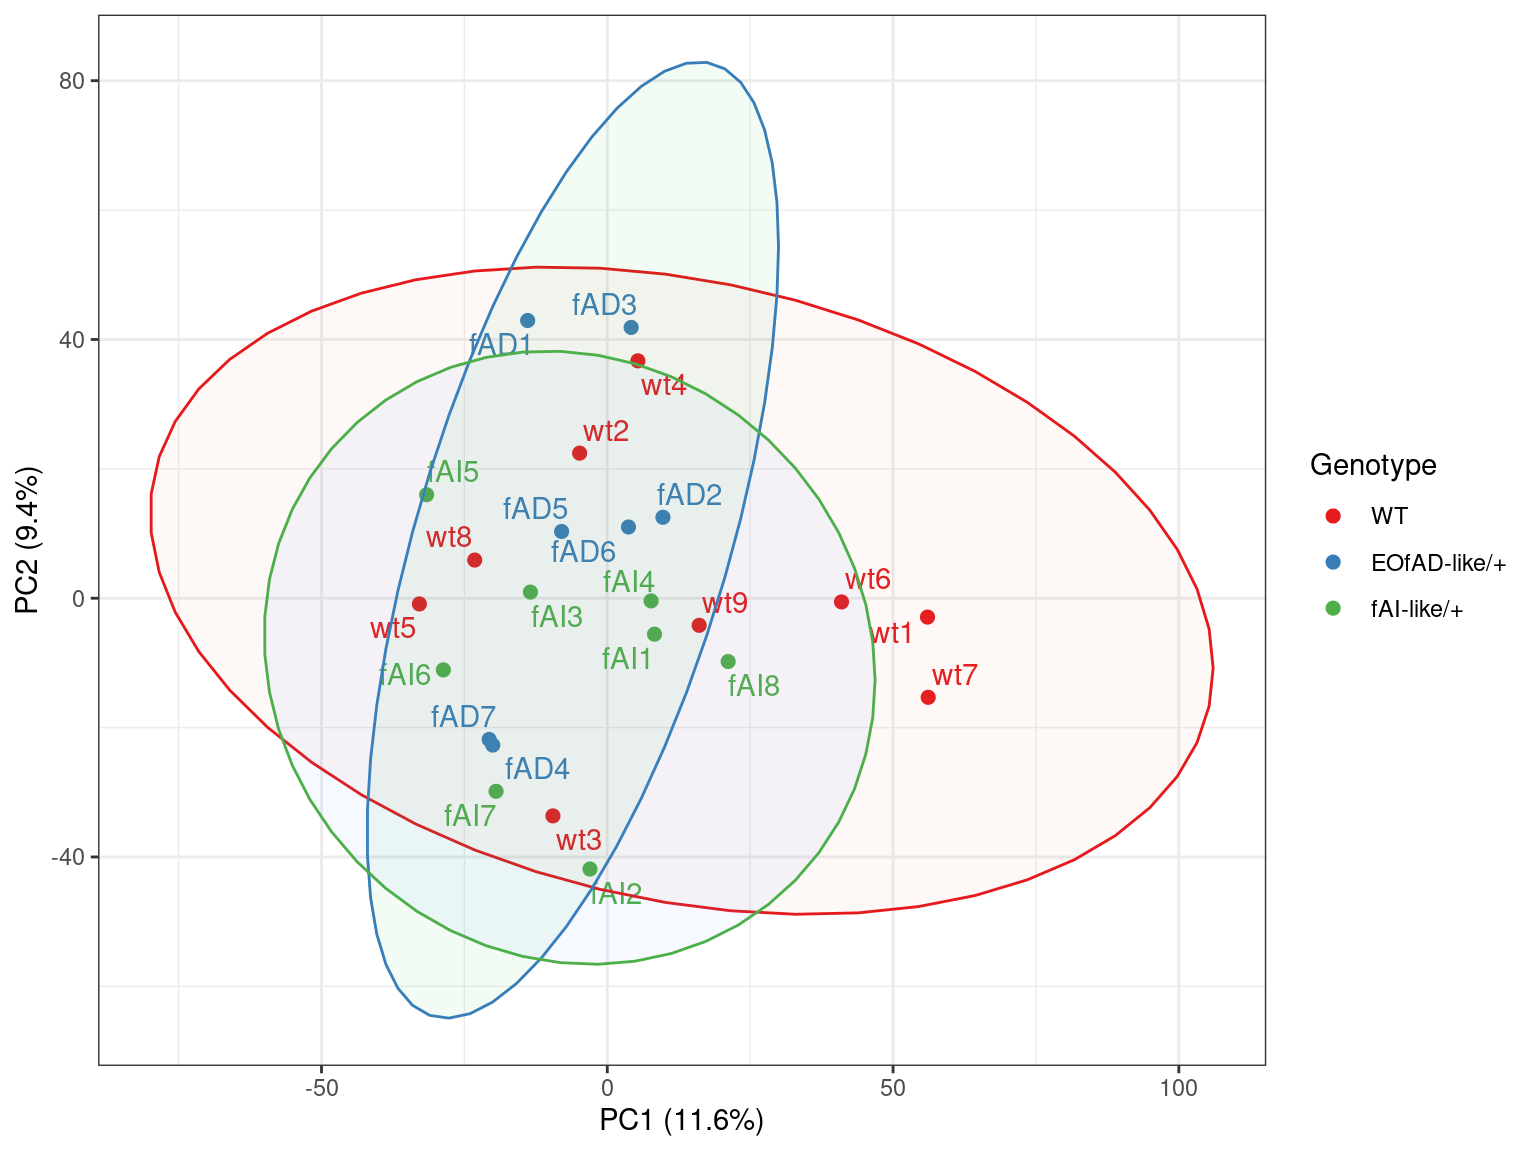 80
40
0
-40
-50
0
50
100
PC2 (9.4%)
PC1 (11.6%)
fAD3
fAD1
wt4
wt2
fAI5
fAD2
fAD5
wt8
fAD6
fAI4
wt6
wt9
fAI3
wt5
wt1
fAI1
fAI6
wt7
fAI8
fAD7
fAD4
fAI7
wt3
fAI2
Genotype
WT
EOfAD-like/+
fAI-like/+